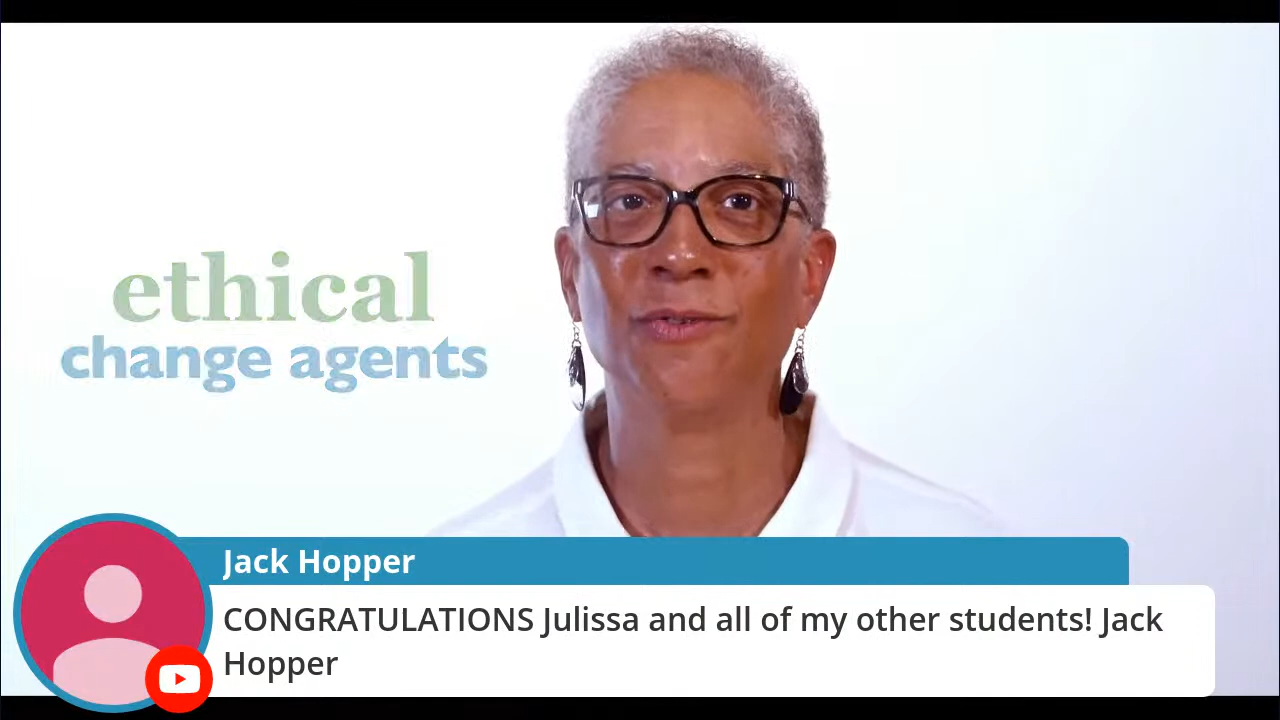 ethical
change agents
Jack Hopper
CONGRATULATIONS Julissa and all of my other students! Jack
Hopper